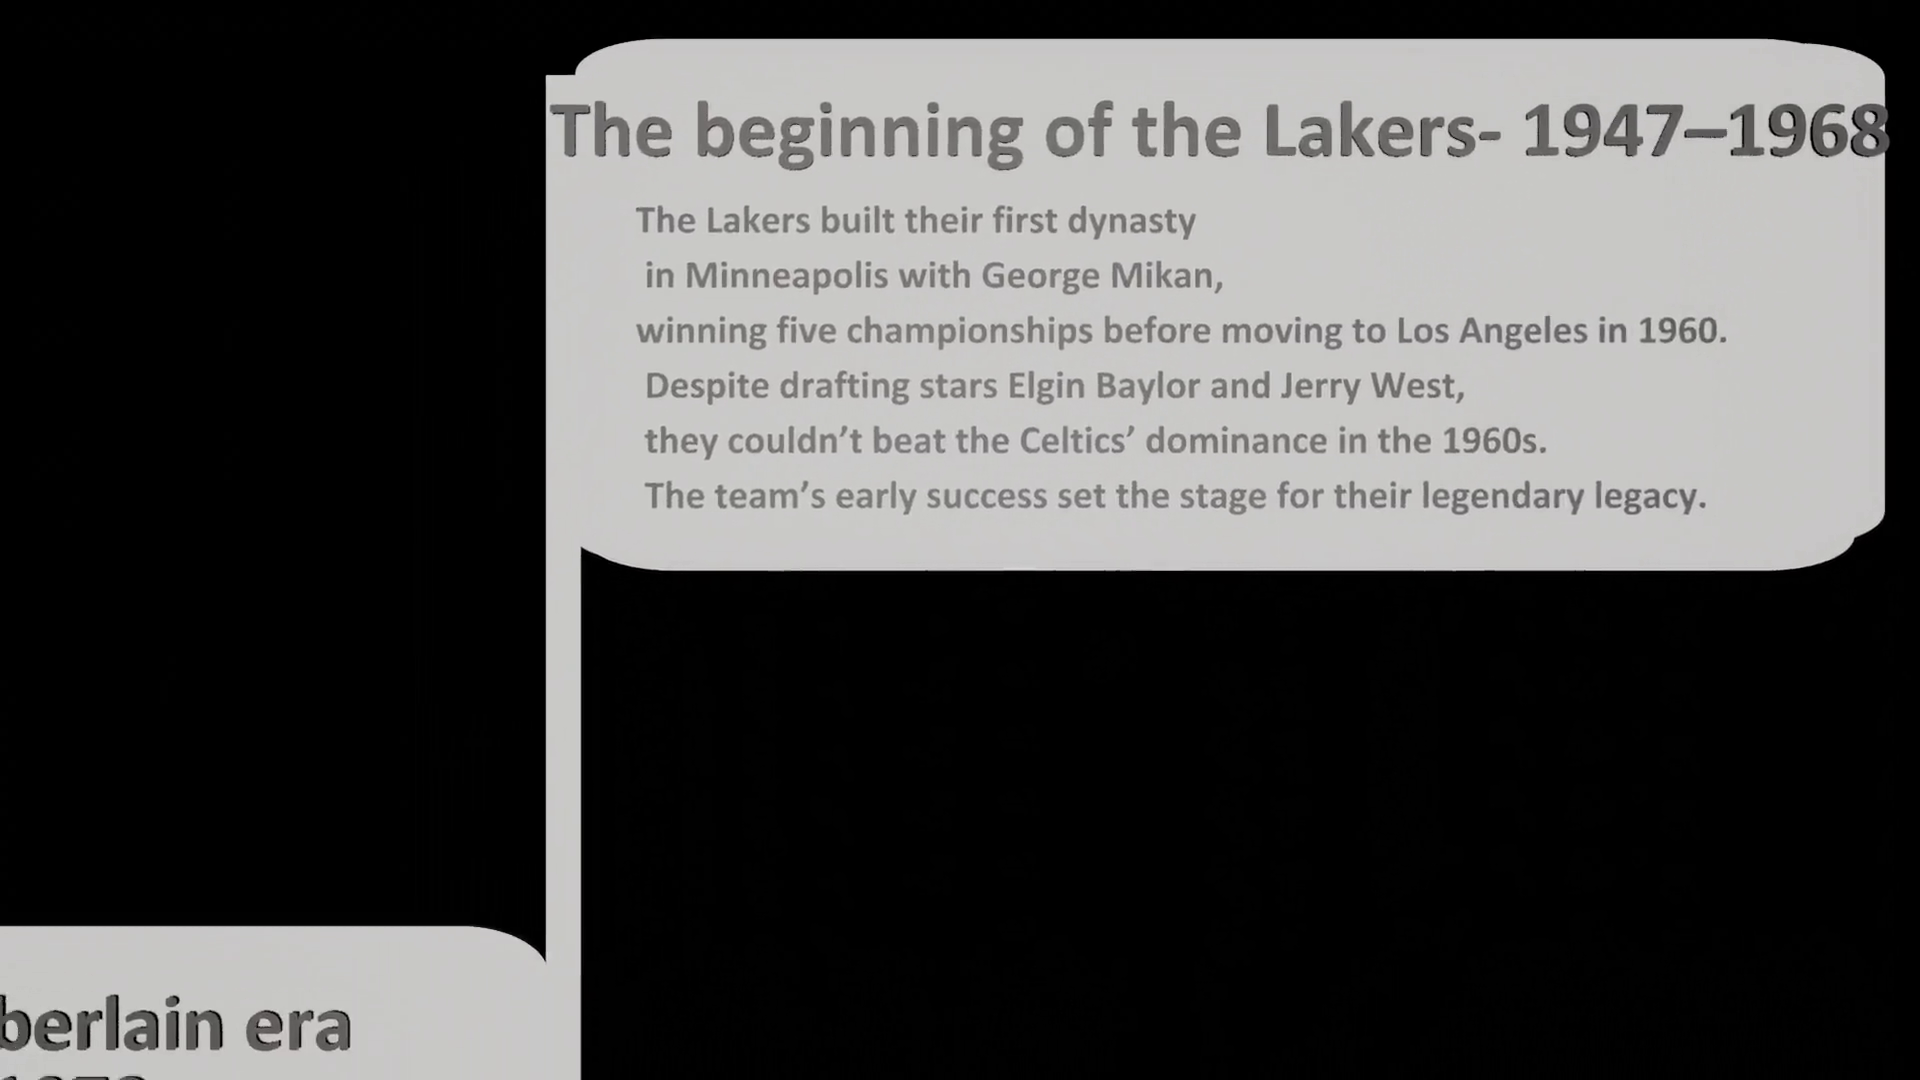 The beginning of the Lakers- 1947–1968
The Lakers built their first dynasty
in Minneapolis with George Mikan,
winning five championships before moving to Los Angeles in 1960.
Despite drafting stars Elgin Baylor and Jerry West,
they couldn’t beat the Celtics’ dominance in the 1960s.
The team’s early success set the stage for their legendary legacy.
berlain era